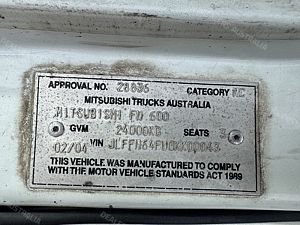 APPROVAL NO. 28836 CATEGORY NC
MITSUBISHI TRUCKS AUSTRALIA
MITSUBISHI FV 500
GVM 24000KG SEATS 3
02/04 VIN
THIS VEHICLE WAS MANUFACTURED TO COMPLY
WITH THE MOTOR VEHICLE STANDARDS ACT 1989